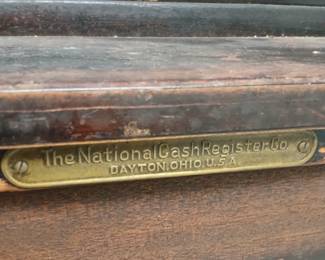 The National Cash Register Co
DAYTON, OHIO, U.S.A.